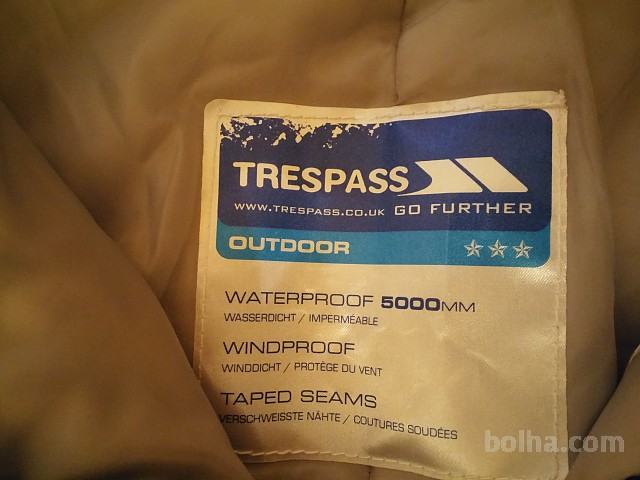 TRESPASS
WWW.TRESPASS.CO.UK GO FURTHER
OUTDOOR
WATERPROOF 5000MM
WASSERDICHT / IMPERMÉABLE
WINDPROOF
WINDDICHT / PROTÈGE DU VENT
TAPED SEAMS
VERSCHWEISSTE NÄHTE / COUTURES SOUDÉES
bolha.com